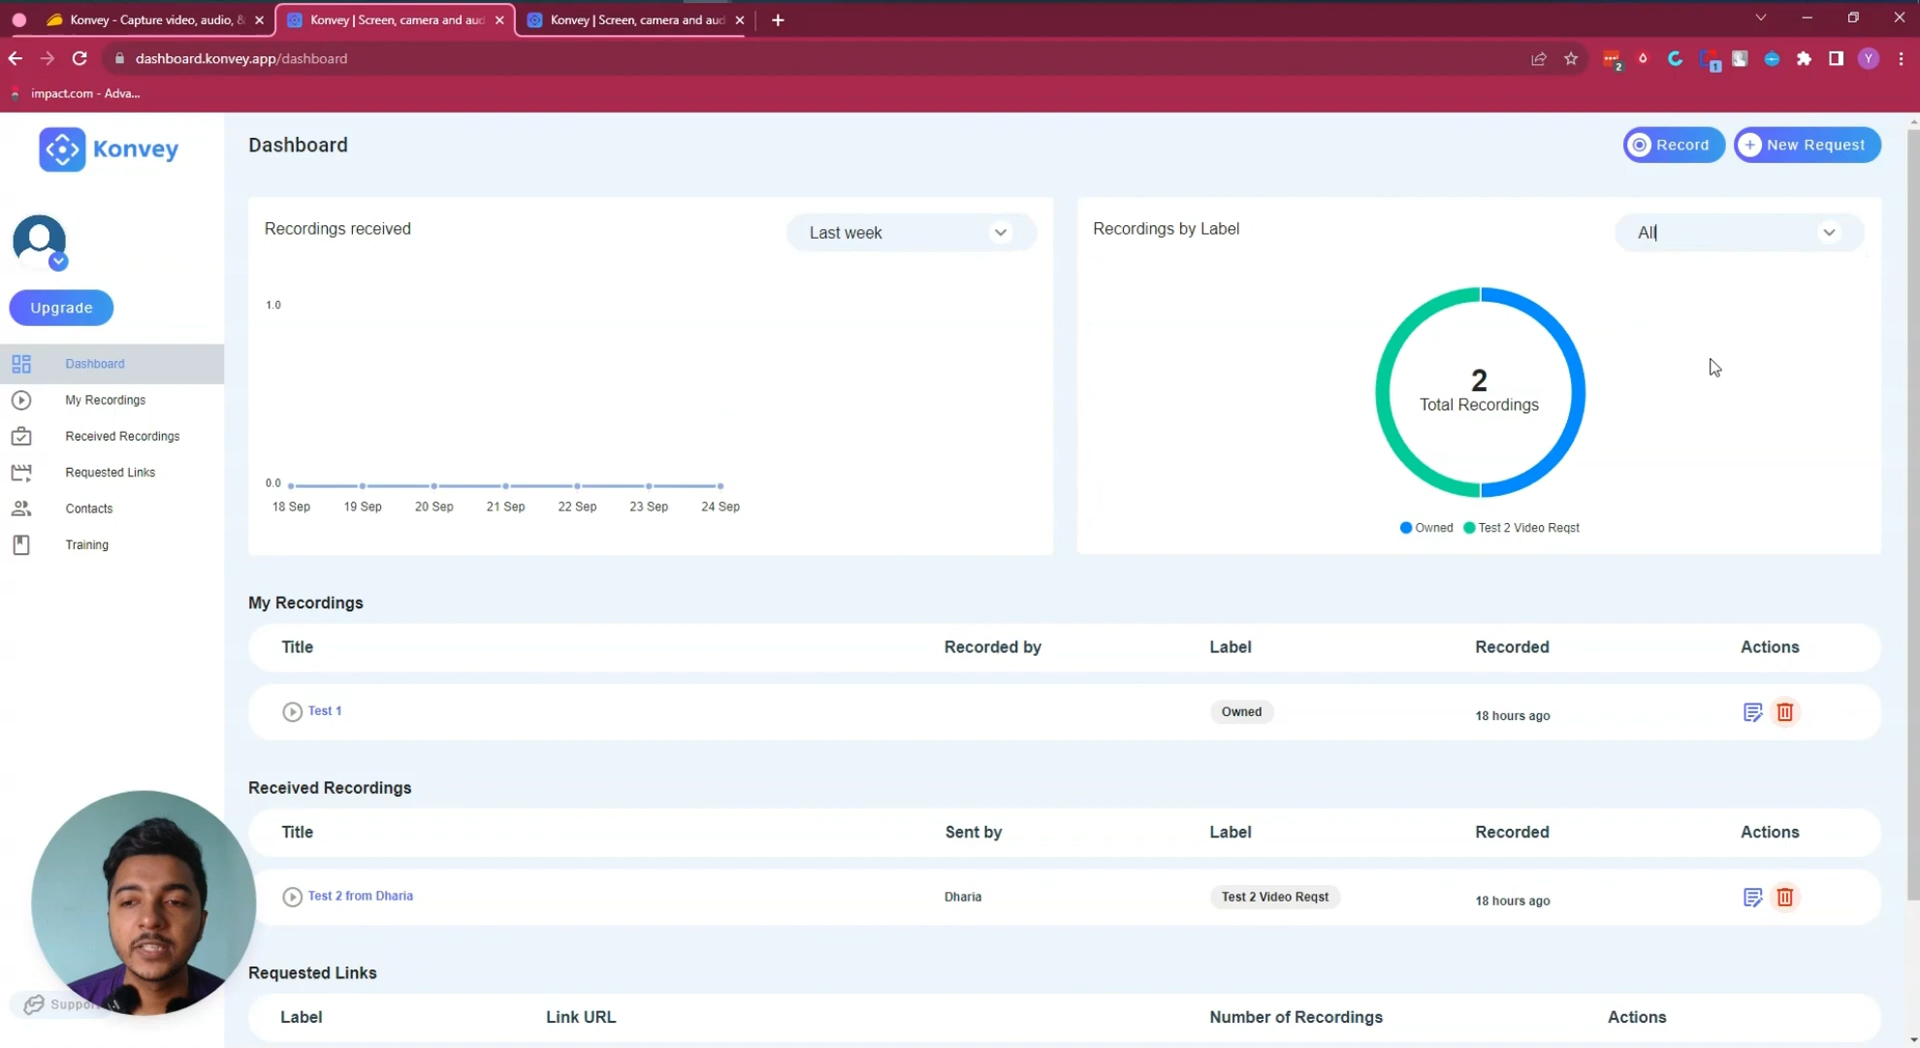 Konvey - Capture video, audio, &
Konvey | Screen, camera and aud
Konvey | Screen, camera and aud
dashboard.konvey.app/dashboard
2
1
Y
impact.com - Adva...
Konvey
Dashboard
Record
New Request
Upgrade
Dashboard
My Recordings
Received Recordings
Requested Links
Contacts
Training
Recordings received
Last week
1.0
0.0
18 Sep 19 Sep 20 Sep 21 Sep 22 Sep 23 Sep 24 Sep
Recordings by Label
All
2
Total Recordings
Owned Test 2 Video Reqst
My Recordings
Title Recorded by Label Recorded Actions
Test 1 Owned 18 hours ago
Received Recordings
Title Sent by Label Recorded Actions
Test 2 from Dharia Dharia Test 2 Video Reqst 18 hours ago
Requested Links
Label Link URL Number of Recordings Actions